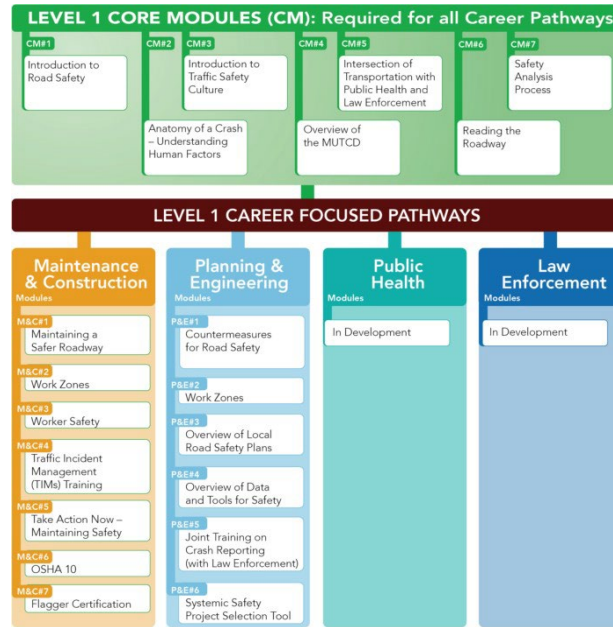 LEVEL 1 CORE MODULES (CM): Required for all Career Pathways
CM#1
Introduction to
Road Safety
CM#2
Anatomy of a Crash
– Understanding
Human Factors
CM#3
Introduction to
Traffic Safety
Culture
CM#4
Overview of
the MUTCD
CM#5
Intersection of
Transportation with
Public Health and
Law Enforcement
CM#6
Reading the
Roadway
CM#7
Safety
Analysis
Process
LEVEL 1 CAREER FOCUSED PATHWAYS
Maintenance
& Construction
Modules
M&C#1
Maintaining a
Safer Roadway
M&C#2
Work Zones
M&C#3
Worker Safety
M&C#4
Traffic Incident
Management
(TIMs) Training
M&C#5
Take Action Now –
Maintaining Safety
M&C#6
OSHA 10
M&C#7
Flagger Certification
Planning &
Engineering
Modules
P&E#1
Countermeasures
for Road Safety
P&E#2
Work Zones
P&E#3
Overview of Local
Road Safety Plans
P&E#4
Overview of Data
and Tools for Safety
P&E#5
Joint Training on
Crash Reporting
(with Law Enforcement)
P&E#6
Systemic Safety
Project Selection Tool
Public
Health
Modules
In Development
Law
Enforcement
Modules
In Development